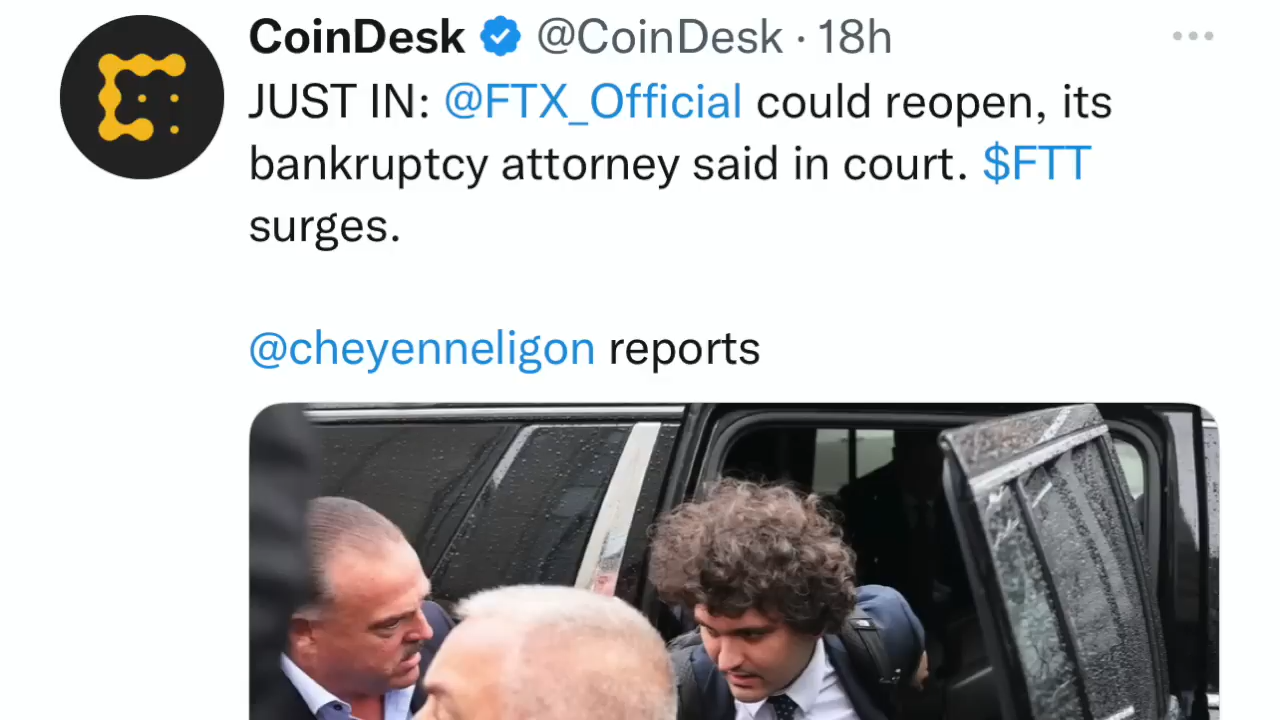 CoinDesk @CoinDesk · 18h
JUST IN: @FTX_Official could reopen, its
bankruptcy attorney said in court. $FTT
surges.
@cheyenneligon reports